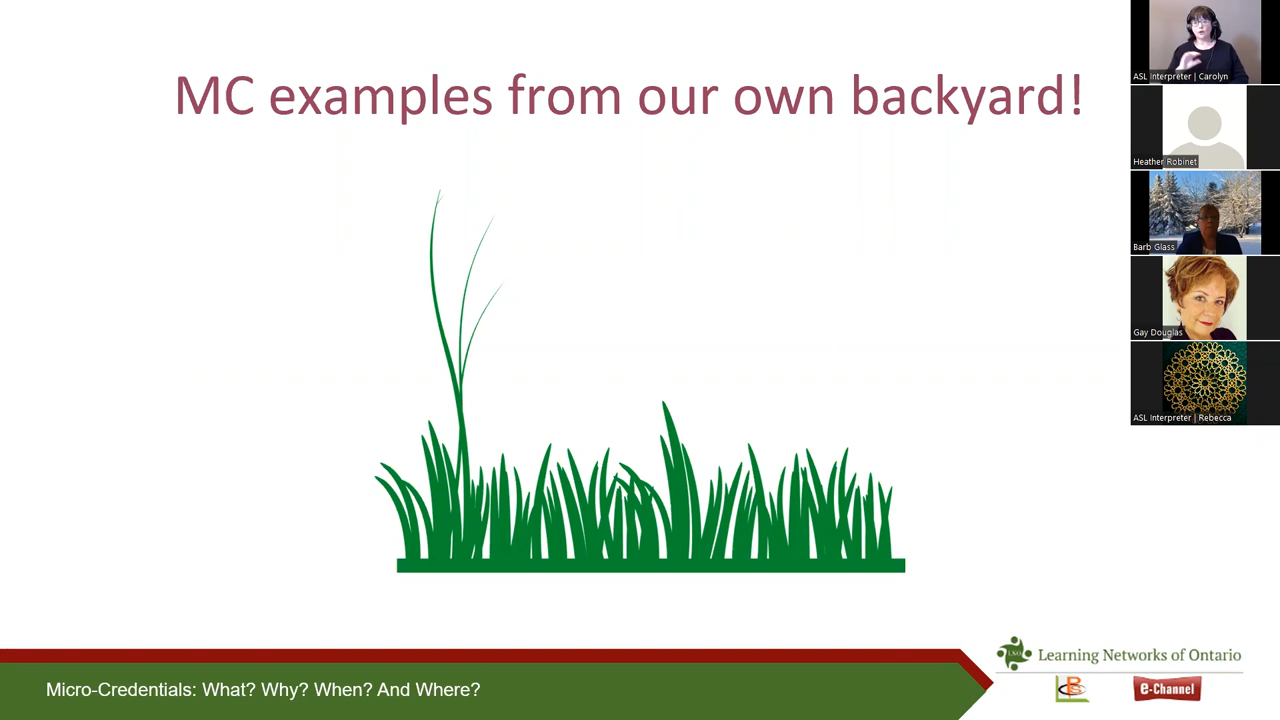 MC examples from our own backyard!
ASL Interpreter | Carolyn
Heather Robinet
Barb Glass
Gay Douglas
ASL Interpreter | Rebecca
LNO
Learning Networks of Ontario
e-Channel
Micro-Credentials: What? Why? When? And Where?